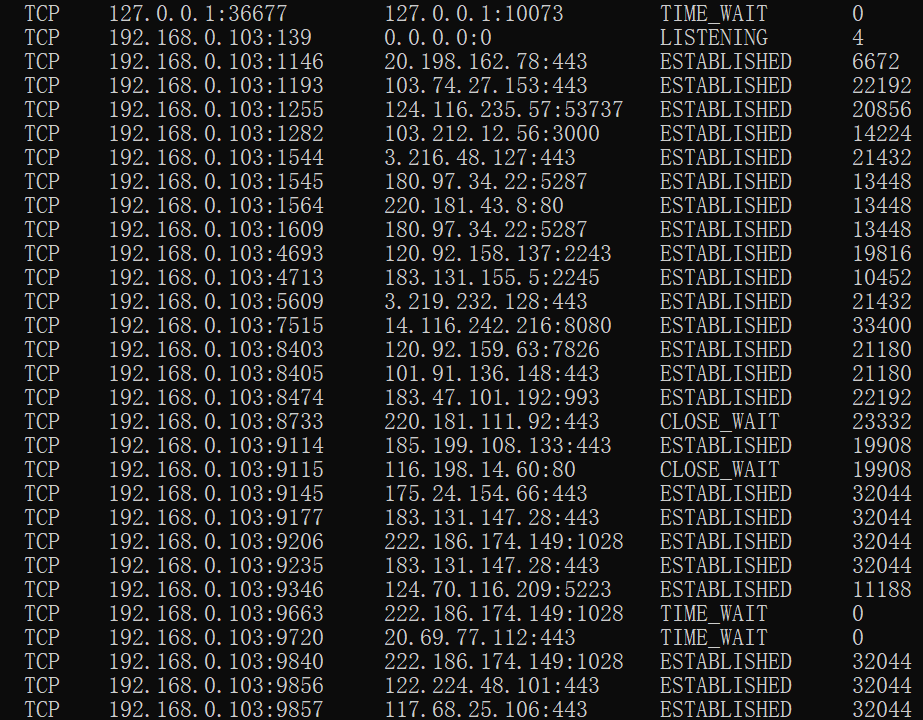 TCP 127.0.0.1:36677 127.0.0.1:10073 TIME_WAIT 0
TCP 192.168.0.103:139 0.0.0.0:0 LISTENING 4
TCP 192.168.0.103:1146 20.198.162.78:443 ESTABLISHED 6672
TCP 192.168.0.103:1193 103.74.27.153:443 ESTABLISHED 22192
TCP 192.168.0.103:1255 124.116.235.57:53737 ESTABLISHED 20856
TCP 192.168.0.103:1282 103.212.12.56:3000 ESTABLISHED 14224
TCP 192.168.0.103:1544 3.216.48.127:443 ESTABLISHED 21432
TCP 192.168.0.103:1545 180.97.34.22:5287 ESTABLISHED 13448
TCP 192.168.0.103:1564 220.181.43.8:80 ESTABLISHED 13448
TCP 192.168.0.103:1609 180.97.34.22:5287 ESTABLISHED 13448
TCP 192.168.0.103:4693 120.92.158.137:2243 ESTABLISHED 19816
TCP 192.168.0.103:4713 183.131.155.5:2245 ESTABLISHED 10452
TCP 192.168.0.103:5609 3.219.232.128:443 ESTABLISHED 21432
TCP 192.168.0.103:7515 14.116.242.216:8080 ESTABLISHED 33400
TCP 192.168.0.103:8403 120.92.159.63:7826 ESTABLISHED 21180
TCP 192.168.0.103:8405 101.91.136.148:443 ESTABLISHED 21180
TCP 192.168.0.103:8474 183.47.101.192:993 ESTABLISHED 22192
TCP 192.168.0.103:8733 220.181.111.92:443 CLOSE_WAIT 23332
TCP 192.168.0.103:9114 185.199.108.133:443 ESTABLISHED 19908
TCP 192.168.0.103:9115 116.198.14.60:80 CLOSE_WAIT 19908
TCP 192.168.0.103:9145 175.24.154.66:443 ESTABLISHED 32044
TCP 192.168.0.103:9177 183.131.147.28:443 ESTABLISHED 32044
TCP 192.168.0.103:9206 222.186.174.149:1028 ESTABLISHED 32044
TCP 192.168.0.103:9235 183.131.147.28:443 ESTABLISHED 32044
TCP 192.168.0.103:9346 124.70.116.209:5223 ESTABLISHED 11188
TCP 192.168.0.103:9663 222.186.174.149:1028 TIME_WAIT 0
TCP 192.168.0.103:9720 20.69.77.112:443 TIME_WAIT 0
TCP 192.168.0.103:9840 222.186.174.149:1028 ESTABLISHED 32044
TCP 192.168.0.103:9856 122.224.48.101:443 ESTABLISHED 32044
TCP 192.168.0.103:9857 117.68.25.106:443 ESTABLISHED 32044